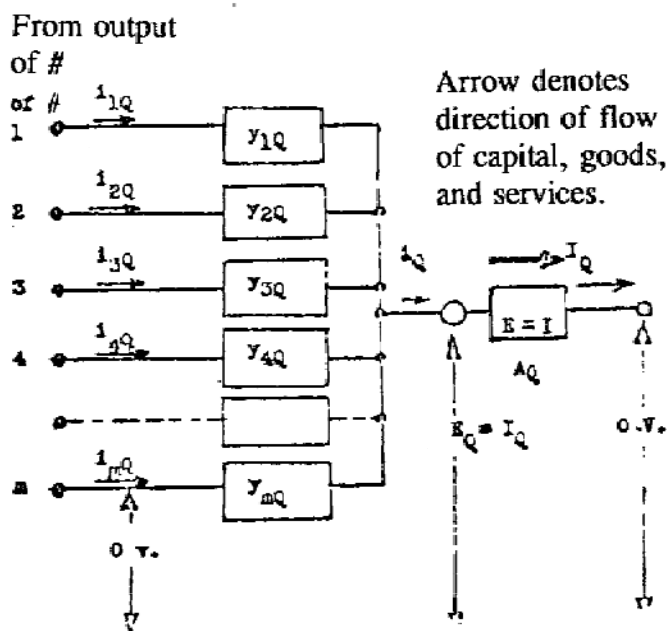 From output
of #
of #
Arrow denotes
direction of flow
of capital, goods,
and services.
1 i1Q y1Q
2 i2Q y2Q
3 i3Q y3Q
4 y4Q
iQ IQ
E = I
AQ
EQ = IQ
0 v.
m imQ ymQ
0 v.